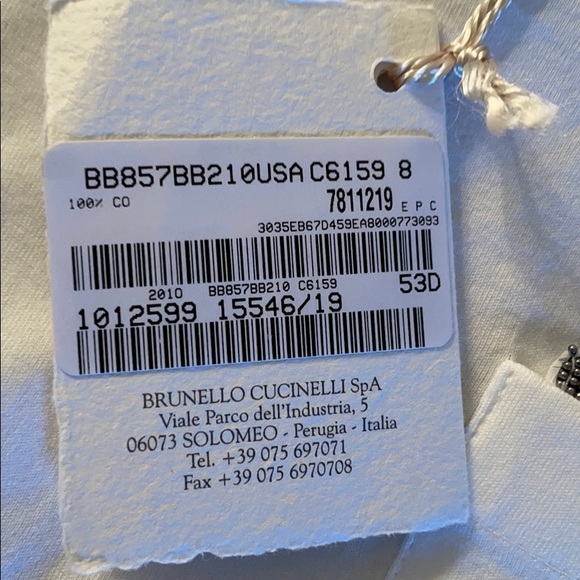 BB857BB210USA C6159 8
100% CO 7811219 E P C
3035EB67D459EA8000773093
2010 BB857BB210 C6159 53D
1012599 15546/19
BRUNELLO CUCINELLI SpA
Viale Parco dell'Industria, 5
06073 SOLOMEO - Perugia - Italia
Tel. +39 075 697071
Fax +39 075 6970708